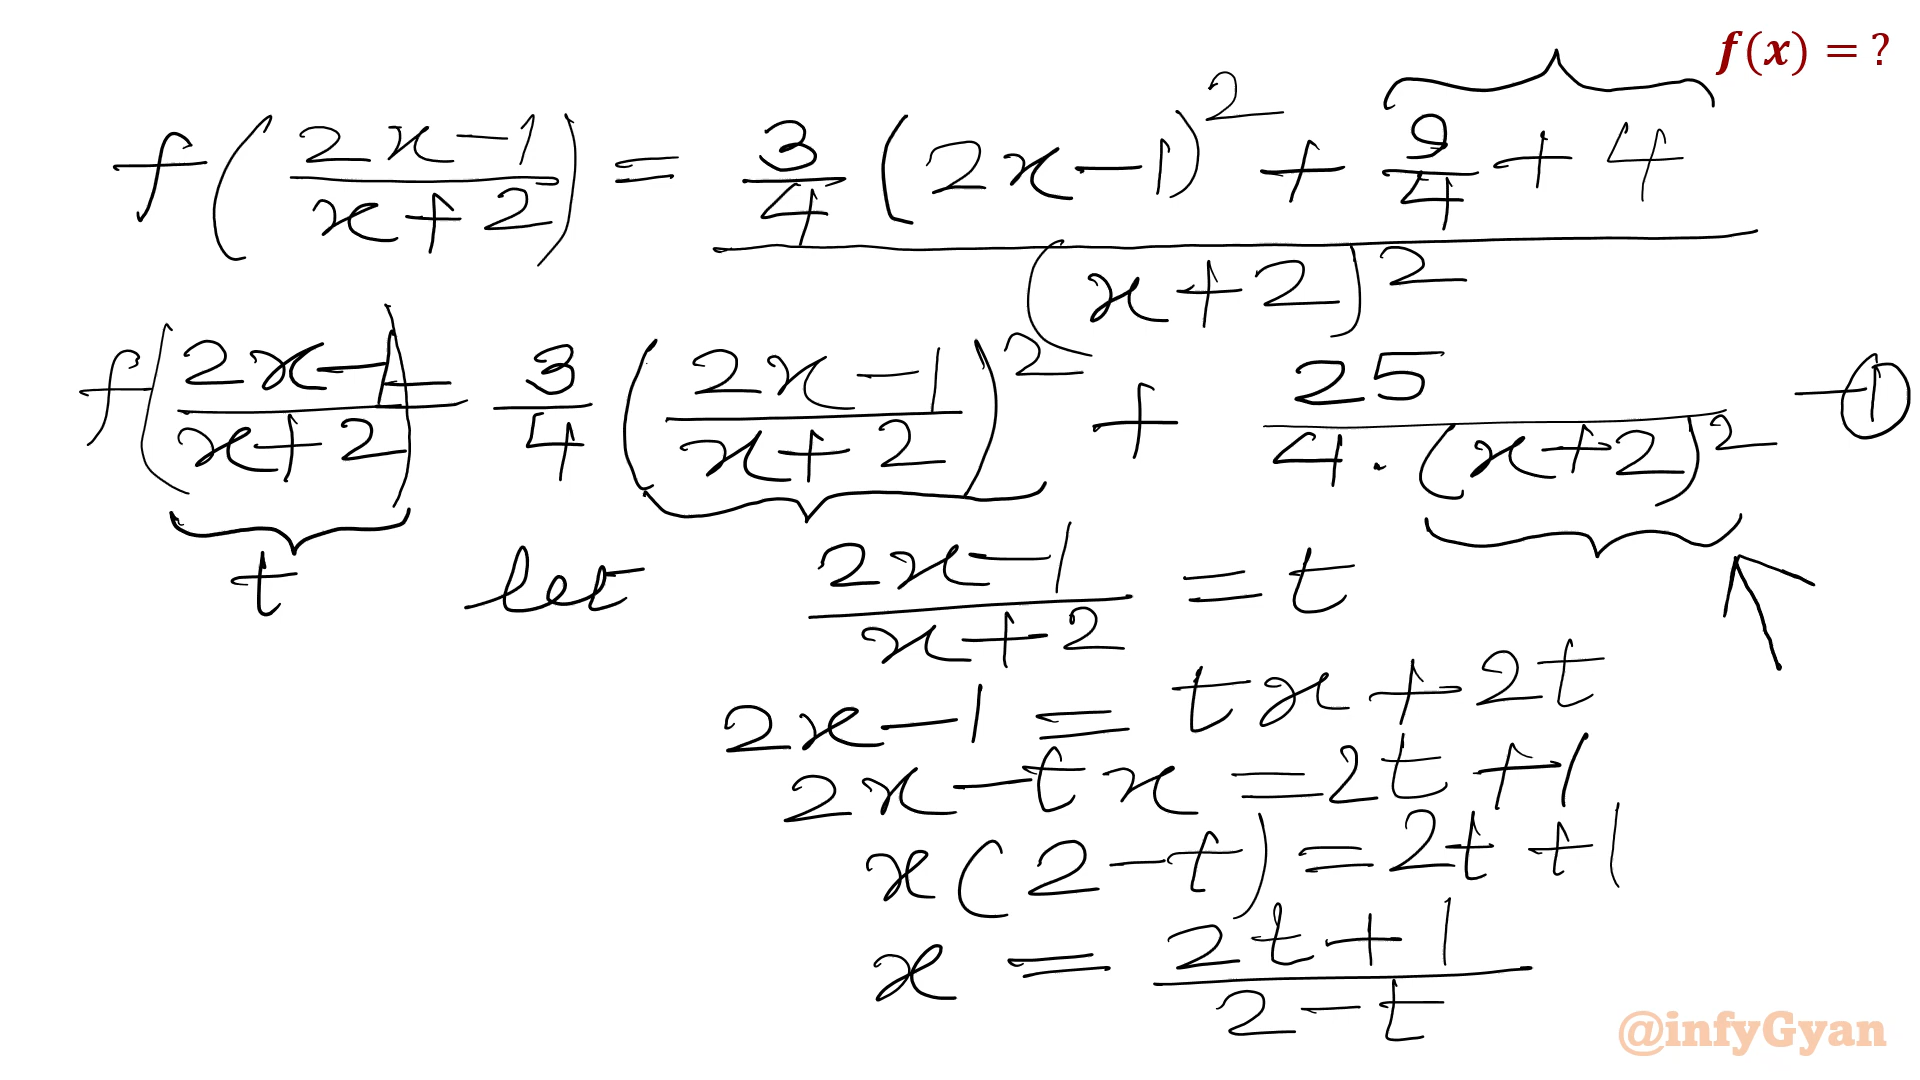 f(x) = ?
f((2x-1)/(x+2)) = (3/4 (2x-1)^2 + 9/4 + 4)/(x+2)^2
f((2x-1)/(x+2)) = 3/4 ((2x-1)/(x+2))^2 + 25/(4.(x+2)^2) — ①
t let (2x-1)/(x+2) = t
2x-1 = tx+2t
2x-tx = 2t+1
x(2-t) = 2t+1
x = (2t+1)/(2-t)
@infyGyan